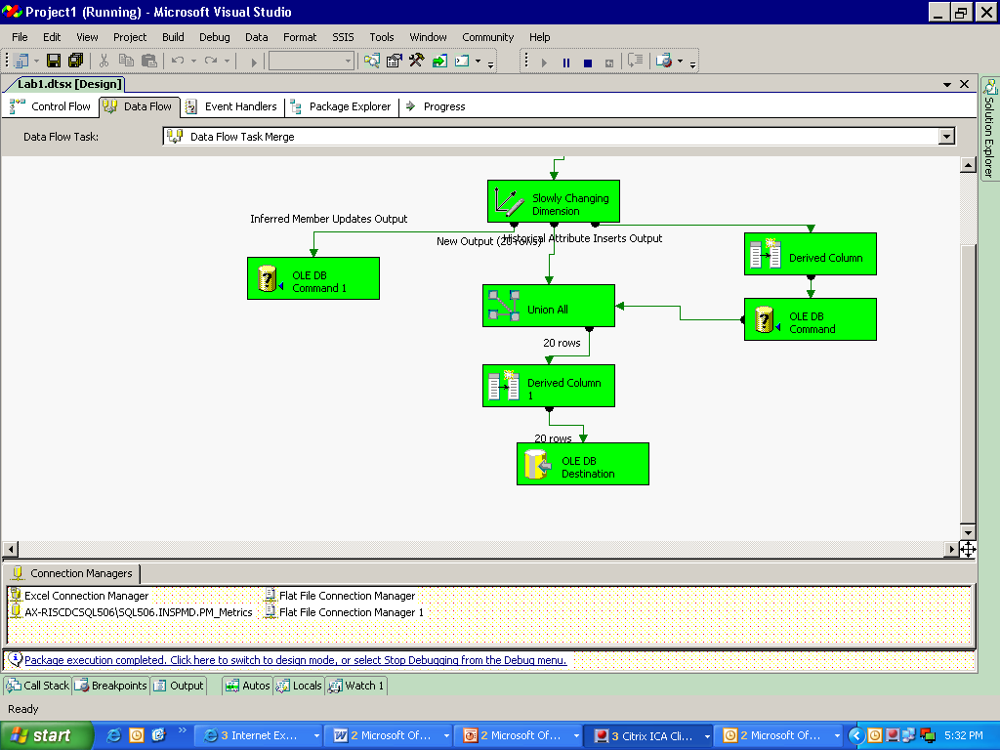 Project1 (Running) - Microsoft Visual Studio
File Edit View Project Build Debug Data Format SSIS Tools Window Community Help
Lab1.dtsx [Design]
Control Flow Data Flow Event Handlers Package Explorer Progress
Solution Explorer
Data Flow Task: Data Flow Task Merge
Slowly Changing
Dimension
Inferred Member Updates Output
New Output (20 rows)
Historical Attribute Inserts Output
Derived Column
OLE DB
Command 1
Union All
OLE DB
Command
20 rows
Derived Column
1
20 rows
OLE DB
Destination
Connection Managers
Excel Connection Manager Flat File Connection Manager
AX-RISCDCSQL506\SQL506.INSPMD.PM_Metrics Flat File Connection Manager 1
Package execution completed. Click here to switch to design mode, or select Stop Debugging from the Debug menu.
Call Stack Breakpoints Output Autos Locals Watch 1
Ready
start 3 Internet Ex... 2 Microsoft Of... 2 Microsoft Of... 3 Citrix ICA Cli... 2 Microsoft Of... 5:32 PM